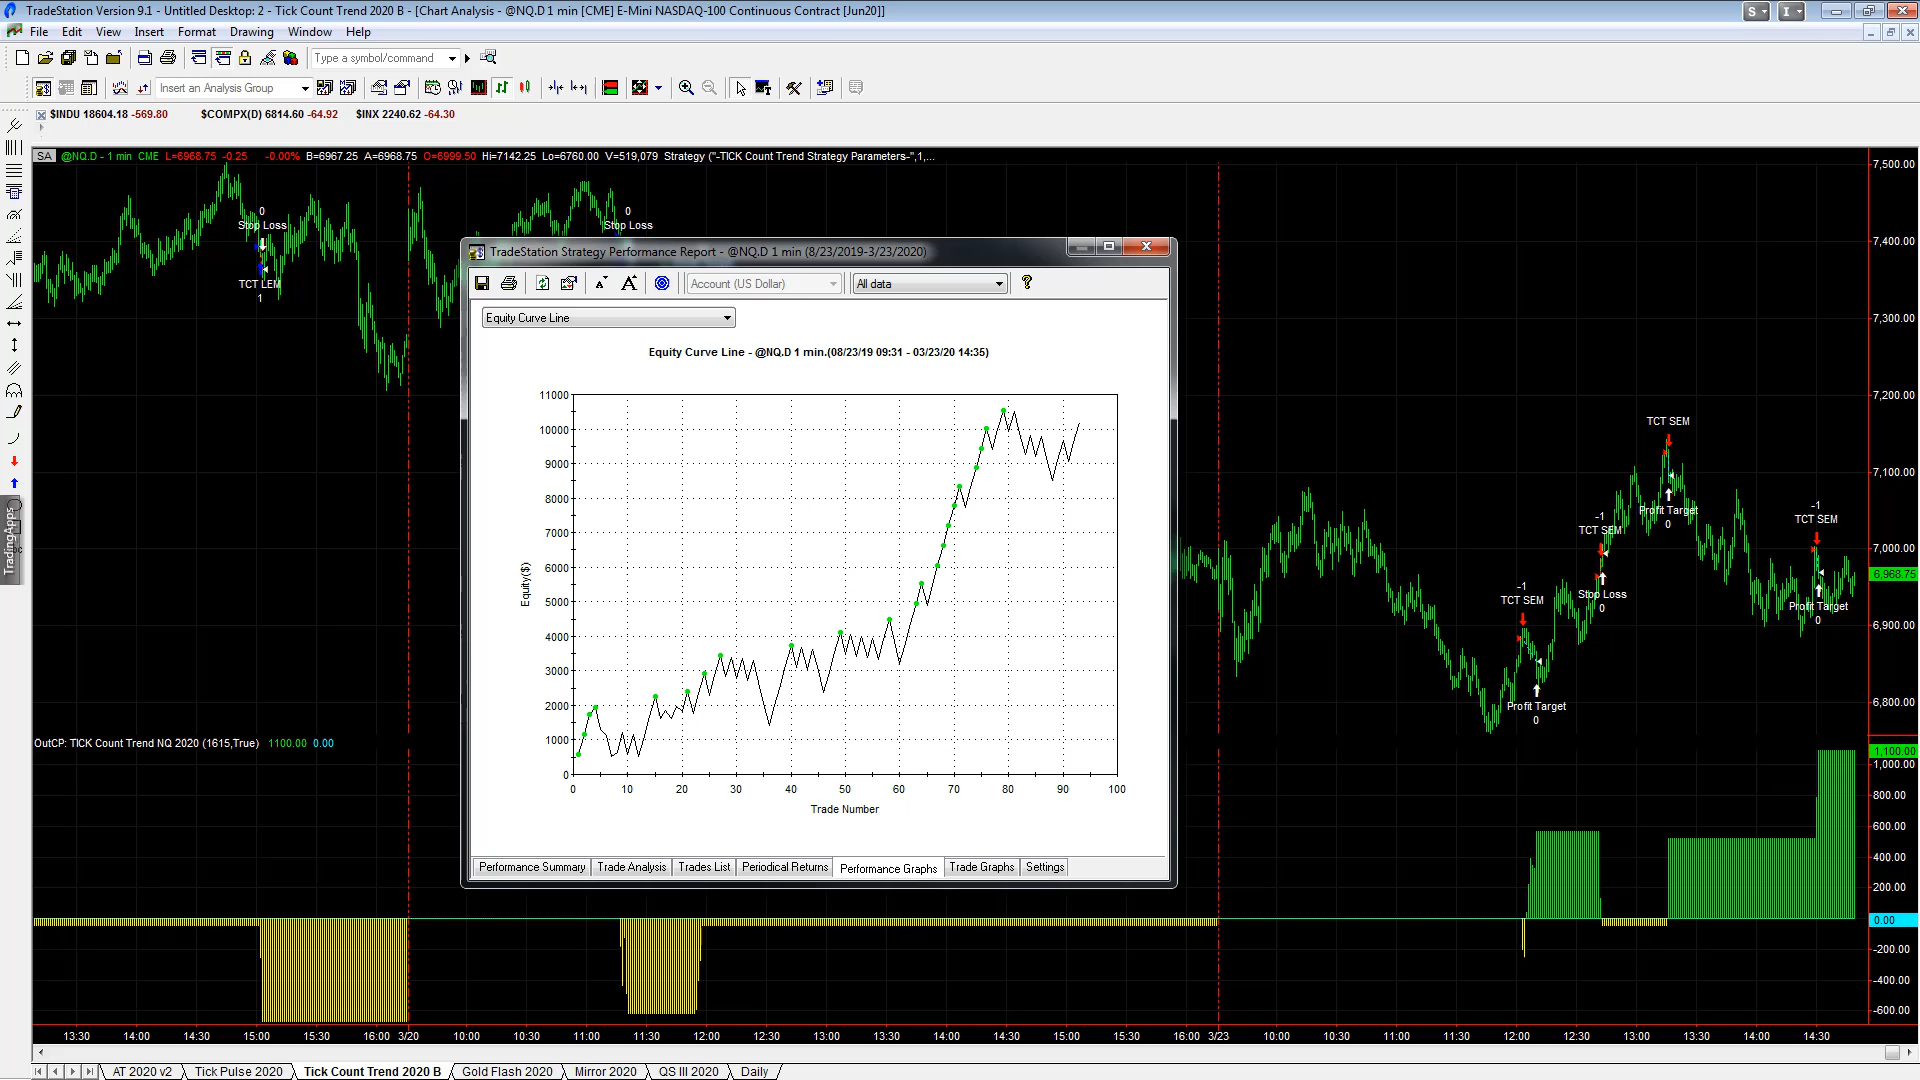 TradeStation Version 9.1 - Untitled Desktop: 2 - Tick Count Trend 2020 B - [Chart Analysis - @NQ.D 1 min [CME] E-Mini NASDAQ-100 Continuous Contract [Jun20]]
S I
File Edit View Insert Format Drawing Window Help
Type a symbol/command
Insert an Analysis Group
$INDU 18604.18 -569.80 $COMPX(D) 6814.60 -64.92 $INX 2240.62 -64.30
SA @NQ.D - 1 min CME L=6968.75 -0.25 -0.00% B=6967.25 A=6968.75 O=6999.50 Hi=7142.25 Lo=6760.00 V=519,079 Strategy ("-TICK Count Trend Strategy Parameters-",1,...
TradingApps
0
Stop Loss
TCT LEM
1
0
Stop Loss
TradeStation Strategy Performance Report - @NQ.D 1 min (8/23/2019-3/23/2020)
Account (US Dollar) All data
Equity Curve Line
Equity Curve Line - @NQ.D 1 min.(08/23/19 09:31 - 03/23/20 14:35)
Equity($)
11000
10000
9000
8000
7000
6000
5000
4000
3000
2000
1000
0
0 10 20 30 40 50 60 70 80 90 100
Trade Number
Performance Summary Trade Analysis Trades List Periodical Returns Performance Graphs Trade Graphs Settings
-1
TCT SEM
Profit Target
0
-1
TCT SEM
Stop Loss
0
TCT SEM
Profit Target
0
-1
TCT SEM
Profit Target
0
7,500.00
7,400.00
7,300.00
7,200.00
7,100.00
7,000.00
6,968.75
6,900.00
6,800.00
OutCP: TICK Count Trend NQ 2020 (1615,True) 1100.00 0.00
1,100.00
1,000.00
800.00
600.00
400.00
200.00
0.00
-200.00
-400.00
-600.00
13:30 14:00 14:30 15:00 15:30 16:00 3/20 10:00 10:30 11:00 11:30 12:00 12:30 13:00 13:30 14:00 14:30 15:00 15:30 16:00 3/23 10:00 10:30 11:00 11:30 12:00 12:30 13:00 13:30 14:00 14:30
AT 2020 v2 Tick Pulse 2020 Tick Count Trend 2020 B Gold Flash 2020 Mirror 2020 QS III 2020 Daily